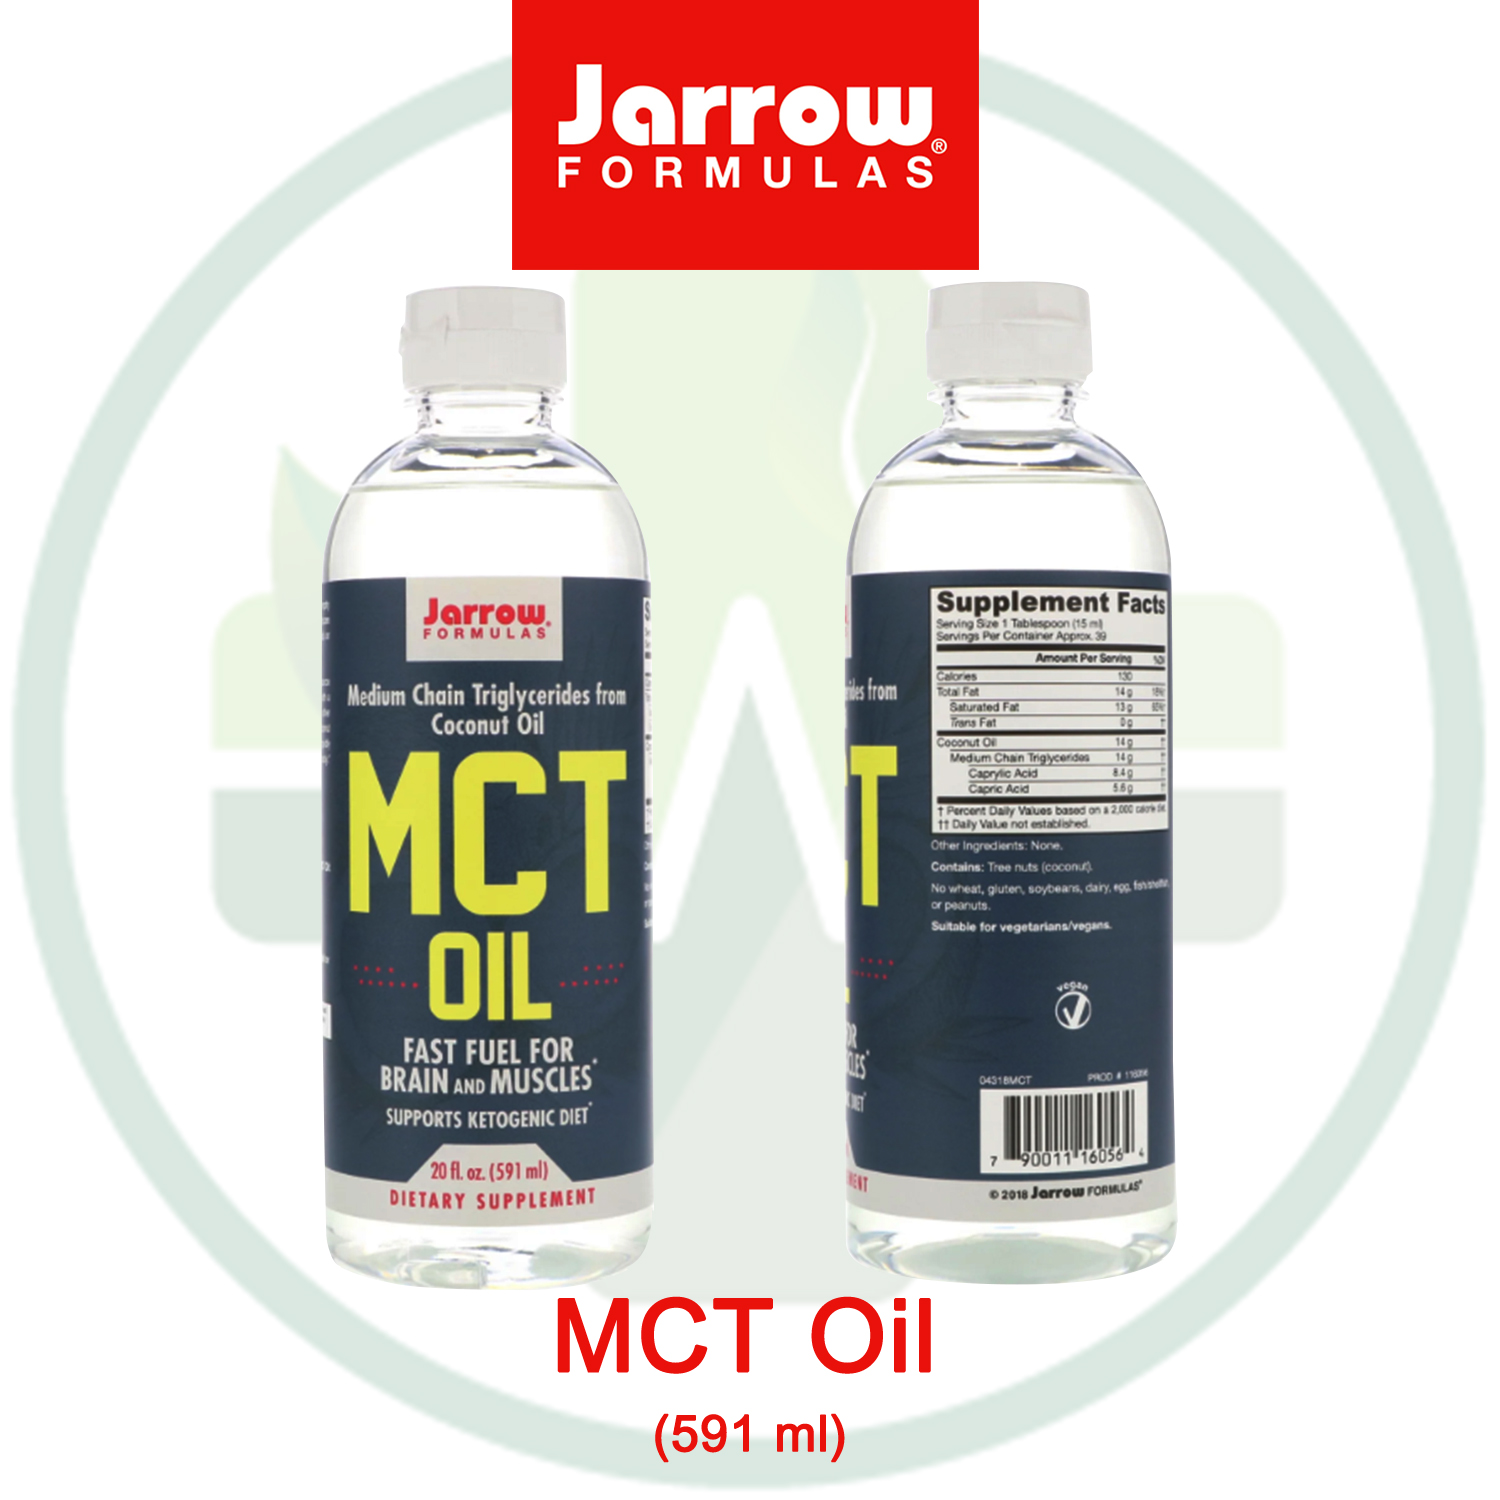 Jarrow®
FORMULAS
Jarrow®
FORMULAS
Medium Chain Triglycerides from
Coconut Oil
MCT
OIL
FAST FUEL FOR
BRAIN AND MUSCLES*
SUPPORTS KETOGENIC DIET*
20 fl. oz. (591 ml)
DIETARY SUPPLEMENT
from
Supplement Facts
Serving Size 1 Tablespoon (15 ml)
Servings Per Container Approx. 39
Amount Per Serving
Calories 130
Total Fat 14 g
Saturated Fat 13 g
Trans Fat 0 g
Coconut Oil 14 g
Medium Chain Triglycerides 14 g
Caprylic Acid 8.4 g
Capric Acid 5.6 g
† Percent Daily Values based on a 2,000 calorie
†† Daily Value not established.
Other Ingredients: None.
Contains: Tree nuts (coconut).
No wheat, gluten, soybeans, dairy, egg, fish/shellfish,
or peanuts.
Suitable for vegetarians/vegans.
vegan
04318MCT PROD #
7 90011 16056 4
© 2018 Jarrow FORMULAS®
MCT Oil
(591 ml)